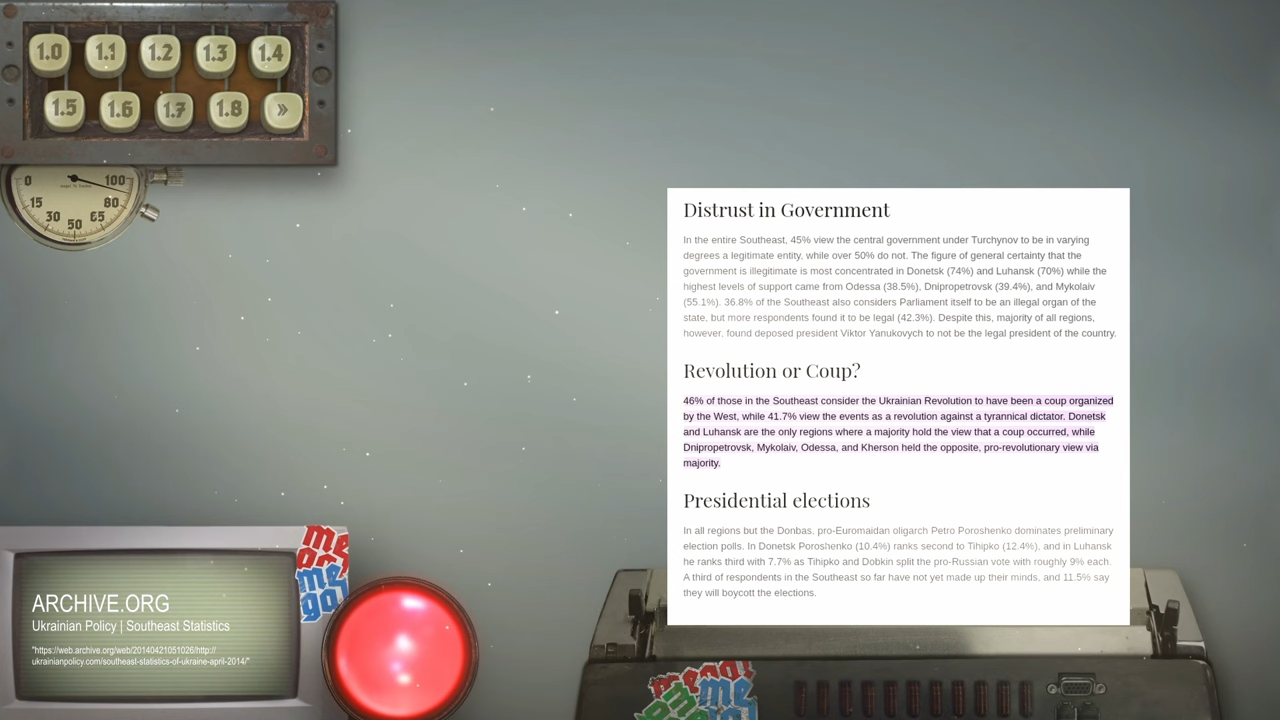 1.0 1.1 1.2 1.3 1.4
1.5 1.6 1.7 1.8 »
0 100
15 80
30 65
50
Distrust in Government
In the entire Southeast, 45% view the central government under Turchynov to be in varying
degrees a legitimate entity, while over 50% do not. The figure of general certainty that the
government is illegitimate is most concentrated in Donetsk (74%) and Luhansk (70%) while the
highest levels of support came from Odessa (38.5%), Dnipropetrovsk (39.4%), and Mykolaiv
(55.1%). 36.8% of the Southeast also considers Parliament itself to be an illegal organ of the
state, but more respondents found it to be legal (42.3%). Despite this, majority of all regions,
however, found deposed president Viktor Yanukovych to not be the legal president of the country.
Revolution or Coup?
46% of those in the Southeast consider the Ukrainian Revolution to have been a coup organized
by the West, while 41.7% view the events as a revolution against a tyrannical dictator. Donetsk
and Luhansk are the only regions where a majority hold the view that a coup occurred, while
Dnipropetrovsk, Mykolaiv, Odessa, and Kherson held the opposite, pro-revolutionary view via
majority.
Presidential elections
In all regions but the Donbas, pro-Euromaidan oligarch Petro Poroshenko dominates preliminary
election polls. In Donetsk Poroshenko (10.4%) ranks second to Tihipko (12.4%), and in Luhansk
he ranks third with 7.7% as Tihipko and Dobkin split the pro-Russian vote with roughly 9% each.
A third of respondents in the Southeast so far have not yet made up their minds, and 11.5% say
they will boycott the elections.
ARCHIVE.ORG
Ukrainian Policy | Southeast Statistics
"https://web.archive.org/web/20140421051026/http://
ukrainianpolicy.com/southeast-statistics-of-ukraine-april-2014/"